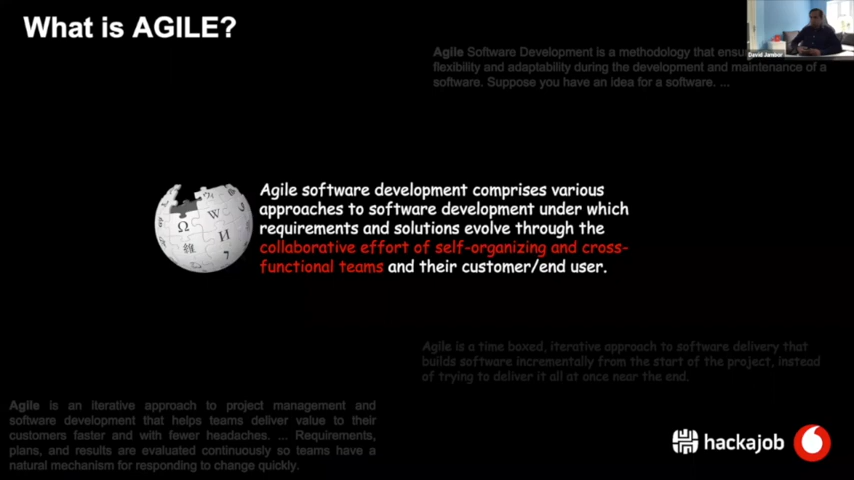 What is AGILE?
David Jambor
Agile Software Development is a methodology that
flexibility and adaptability during the development and maintenance of a
software. Suppose you have an idea for a software. ...
Agile software development comprises various
approaches to software development under which
requirements and solutions evolve through the
collaborative effort of self-organizing and cross-
functional teams and their customer/end user.
Ω
W
И
維
Agile is a time boxed, iterative approach to software delivery that
builds software incrementally from the start of the project, instead
of trying to deliver it all at once near the end.
Agile is an iterative approach to project management and
software development that helps teams deliver value to their
customers faster and with fewer headaches. ... Requirements,
plans, and results are evaluated continuously so teams have a
natural mechanism for responding to change quickly.
hackajob